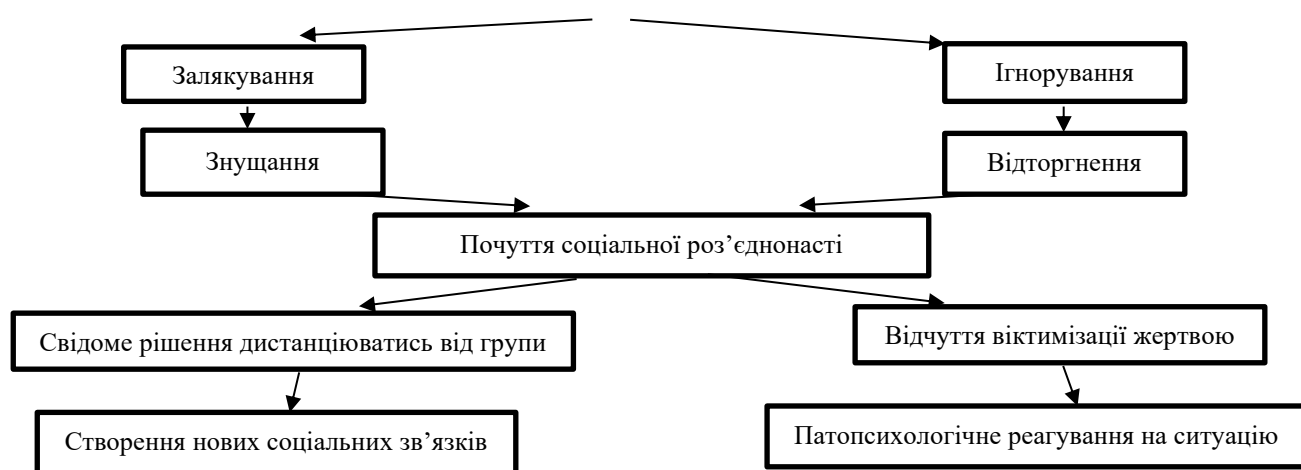 Залякування
Ігнорування
Знущання
Відторгнення
Почуття соціальної роз’єднонасті
Свідоме рішення дистанціюватись від групи
Відчуття віктимізації жертвою
Створення нових соціальних зв’язків
Патопсихологічне реагування на ситуацію